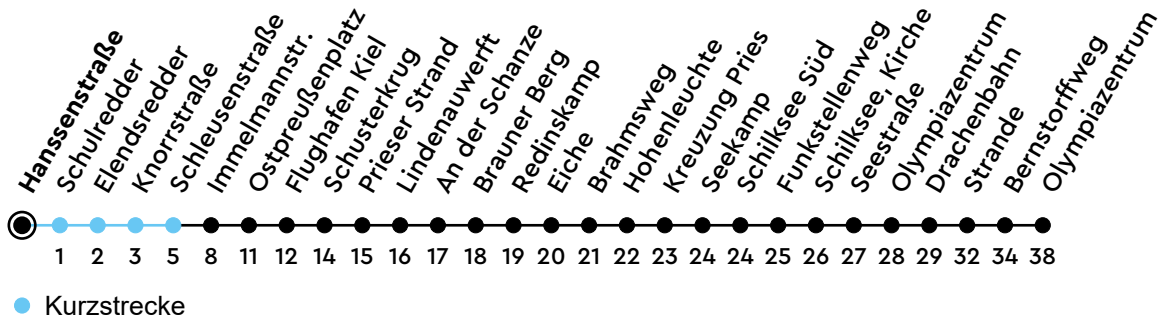 Hanssenstraße
Schulredder
Elendsredder
Knorrstraße
Schleusenstraße
Immelmannstr.
Ostpreußenplatz
Flughafen Kiel
Schusterkrug
Prieser Strand
Lindenauwerft
An der Schanze
Brauner Berg
Redinskamp
Eiche
Brahmsweg
Hohenleuchte
Kreuzung Pries
Seekamp
Schilksee Süd
Funkstellenweg
Schilksee, Kirche
Seestraße
Olympiazentrum
Drachenbahn
Strande
Bernstorffweg
Olympiazentrum
1 2 3 5 8 11 12 14 15 16 17 18 19 20 21 22 23 24 24 25 26 27 28 29 32 34 38
Kurzstrecke